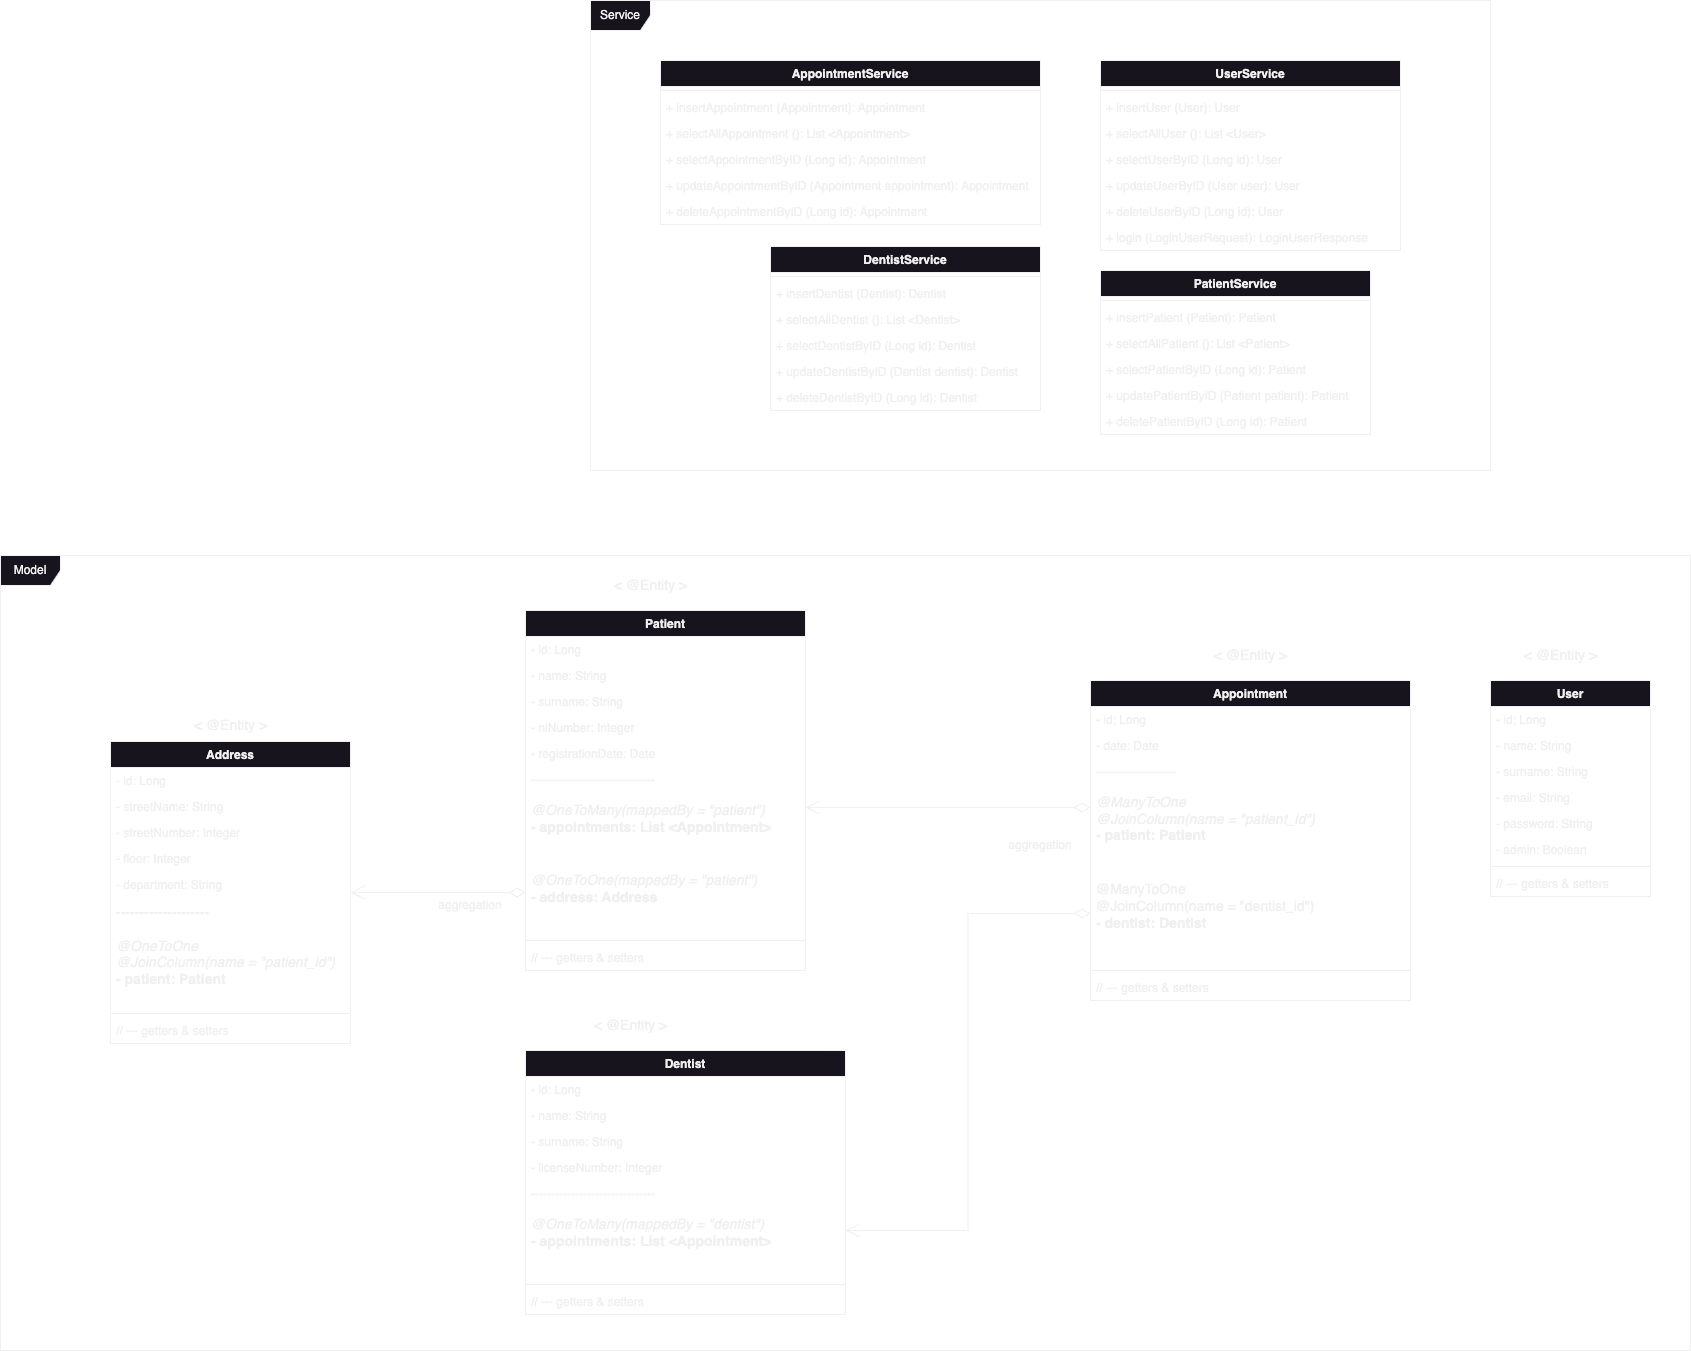 Service
AppointmentService
+ insertAppointment (Appointment): Appointment
+ selectAllAppointment (): List <Appointment>
+ selectAppointmentByID (Long id): Appointment
+ updateAppointmentByID (Appointment appointment): Appointment
+ deleteAppointmentByID (Long id): Appointment
UserService
+ insertUser (User): User
+ selectAllUser (): List <User>
+ selectUserByID (Long id): User
+ updateUserByID (User user): User
+ deleteUserByID (Long id): User
+ login (LoginUserRequest): LoginUserResponse
DentistService
+ insertDentist (Dentist): Dentist
+ selectAllDentist (): List <Dentist>
+ selectDentistByID (Long id): Dentist
+ updateDentistByID (Dentist dentist): Dentist
+ deleteDentistByID (Long id): Dentist
PatientService
+ insertPatient (Patient): Patient
+ selectAllPatient (): List <Patient>
+ selectPatientByID (Long id): Patient
+ updatePatientByID (Patient patient): Patient
+ deletePatientByID (Long id): Patient
Model
< @Entity >
Address
- id: Long
- streetName: String
- streetNumber: Integer
- floor: Integer
- department: String
--------------------
@OneToOne
@JoinColumn(name = "patient_id")
- patient: Patient
// --- getters & setters
aggregation
< @Entity >
Patient
- id: Long
- name: String
- surname: String
- niNumber: Integer
- registrationDate: Date
---------------------------
@OneToMany(mappedBy = "patient")
- appointments: List <Appointment>
@OneToOne(mappedBy = "patient")
- address: Address
// --- getters & setters
aggregation
< @Entity >
Appointment
- id: Long
- date: Date
------------------
@ManyToOne
@JoinColumn(name = "patient_id")
- patient: Patient
@ManyToOne
@JoinColumn(name = "dentist_id")
- dentist: Dentist
// --- getters & setters
< @Entity >
User
- id: Long
- name: String
- surname: String
- email: String
- password: String
- admin: Boolean
// --- getters & setters
< @Entity >
Dentist
- id: Long
- name: String
- surname: String
- licenseNumber: Integer
---------------------------
@OneToMany(mappedBy = "dentist")
- appointments: List <Appointment>
// --- getters & setters